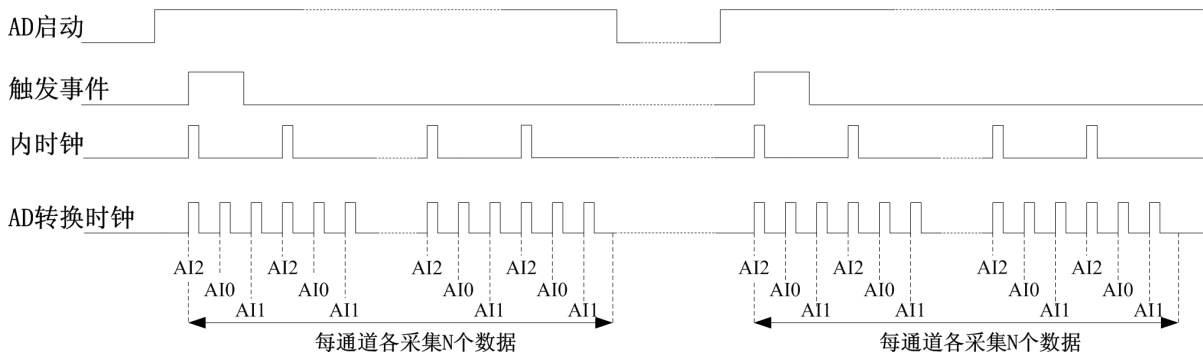 AD启动
触发事件
内时钟
AD转换时钟
AI2 AI2 AI2 AI2 AI2 AI2 AI2 AI2
AI0 AI0 AI0 AI0 AI0 AI0 AI0 AI0
AI1 AI1 AI1 AI1 AI1 AI1 AI1 AI1
每通道各采集N个数据 每通道各采集N个数据